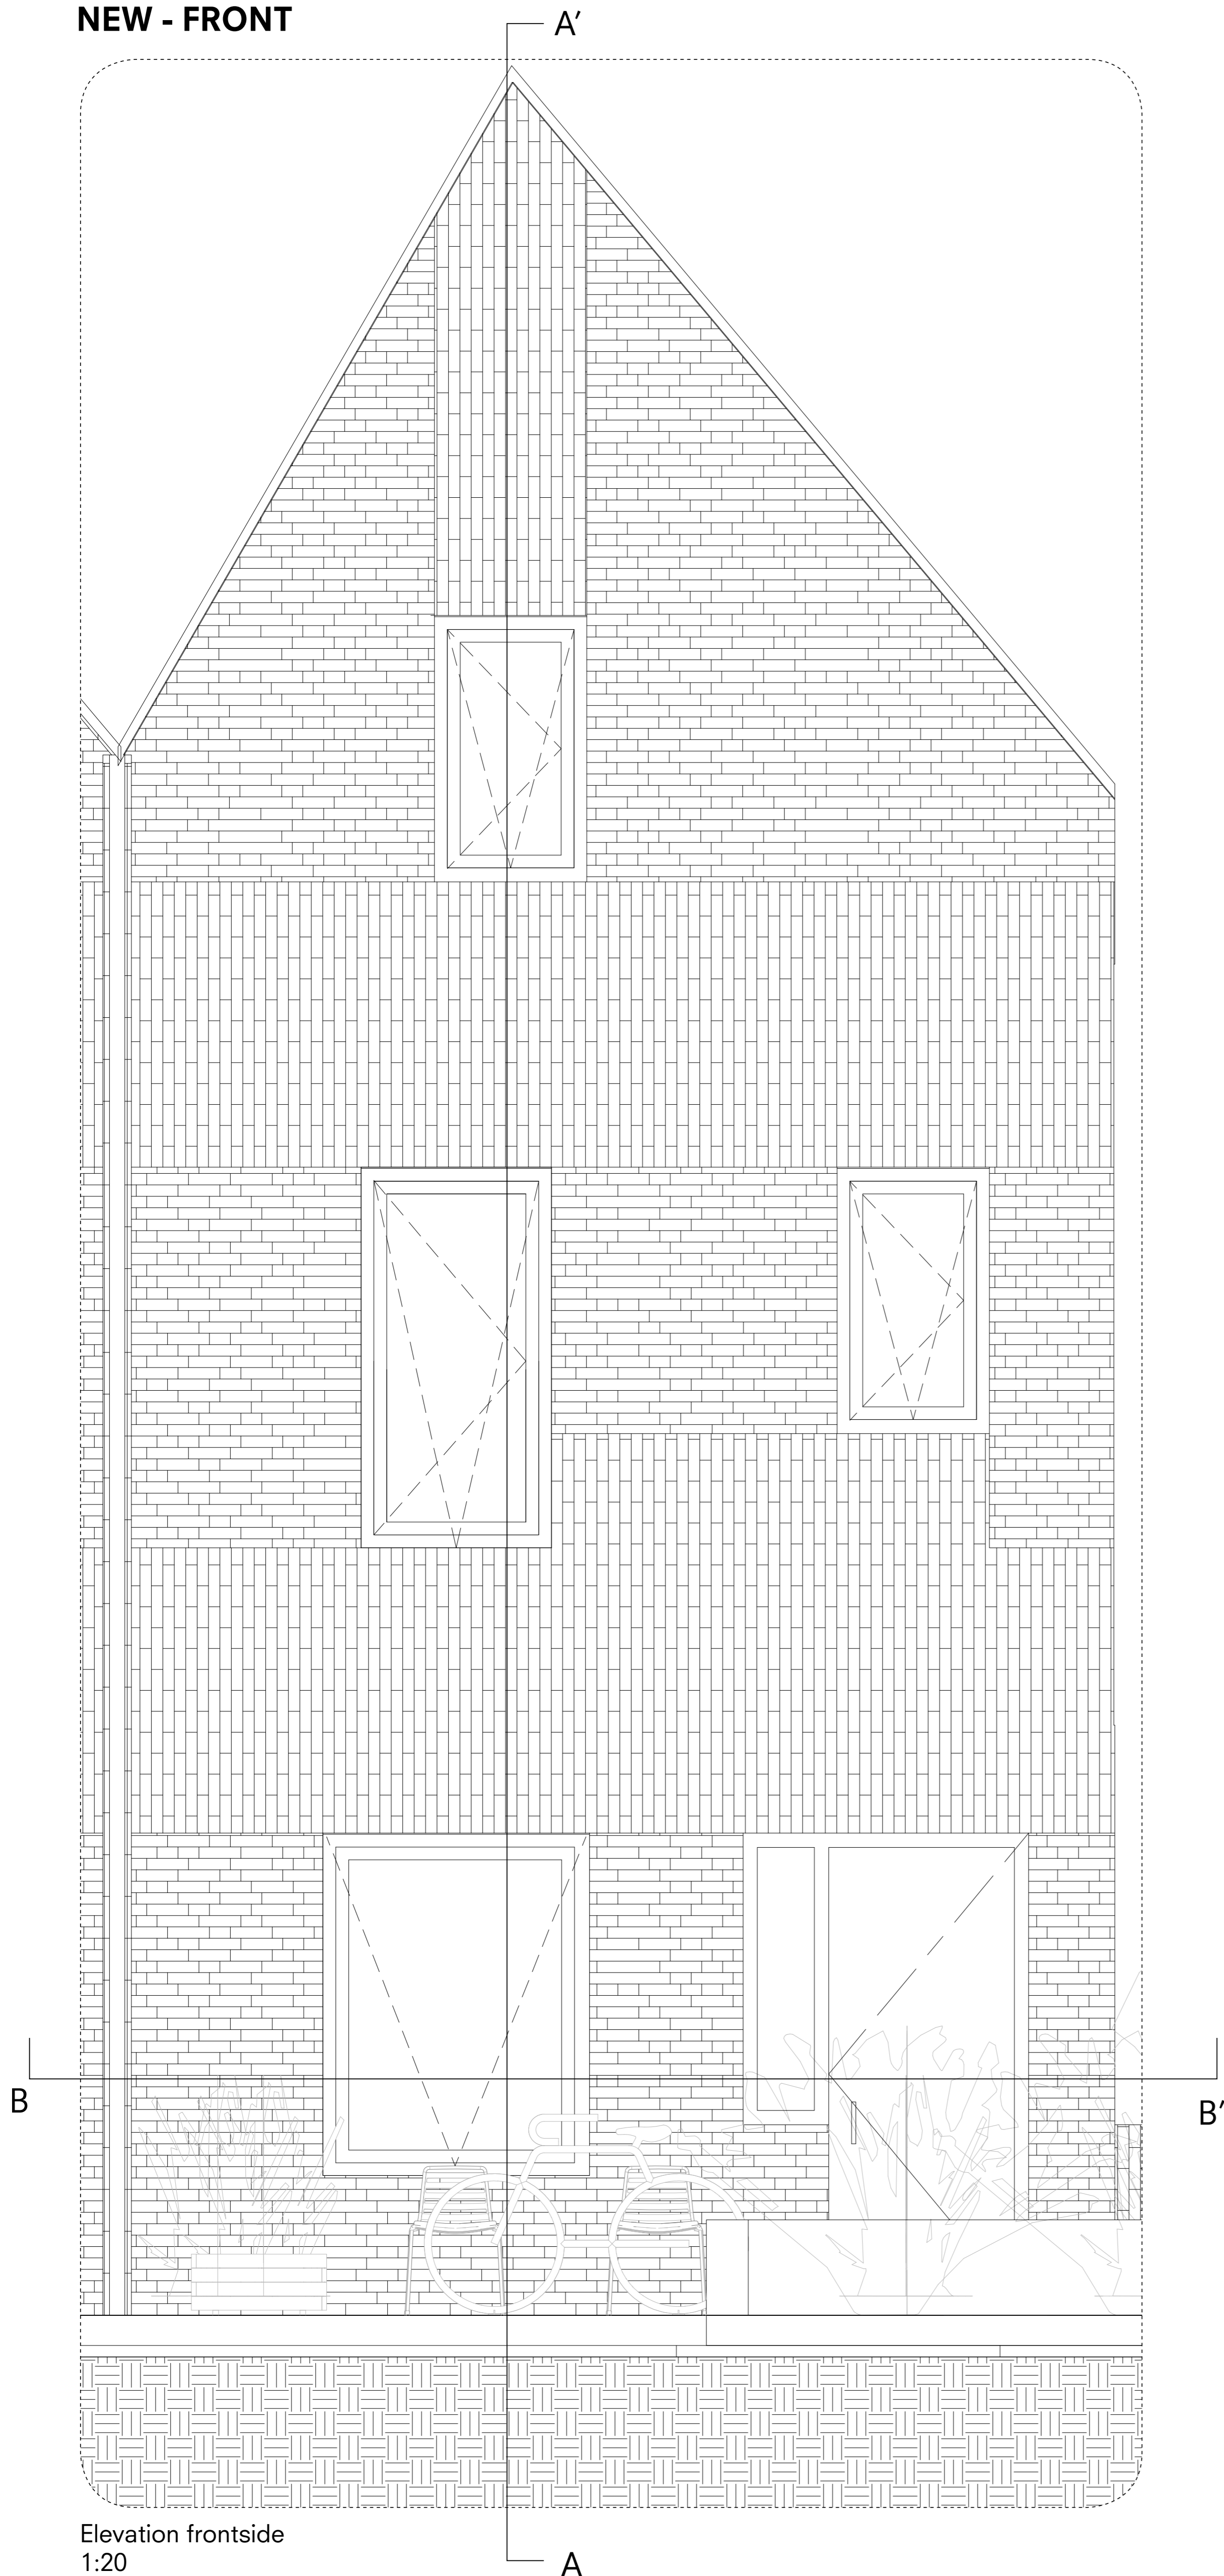 NEW - FRONT
A′
B
B′
Elevation frontside
1:20
A